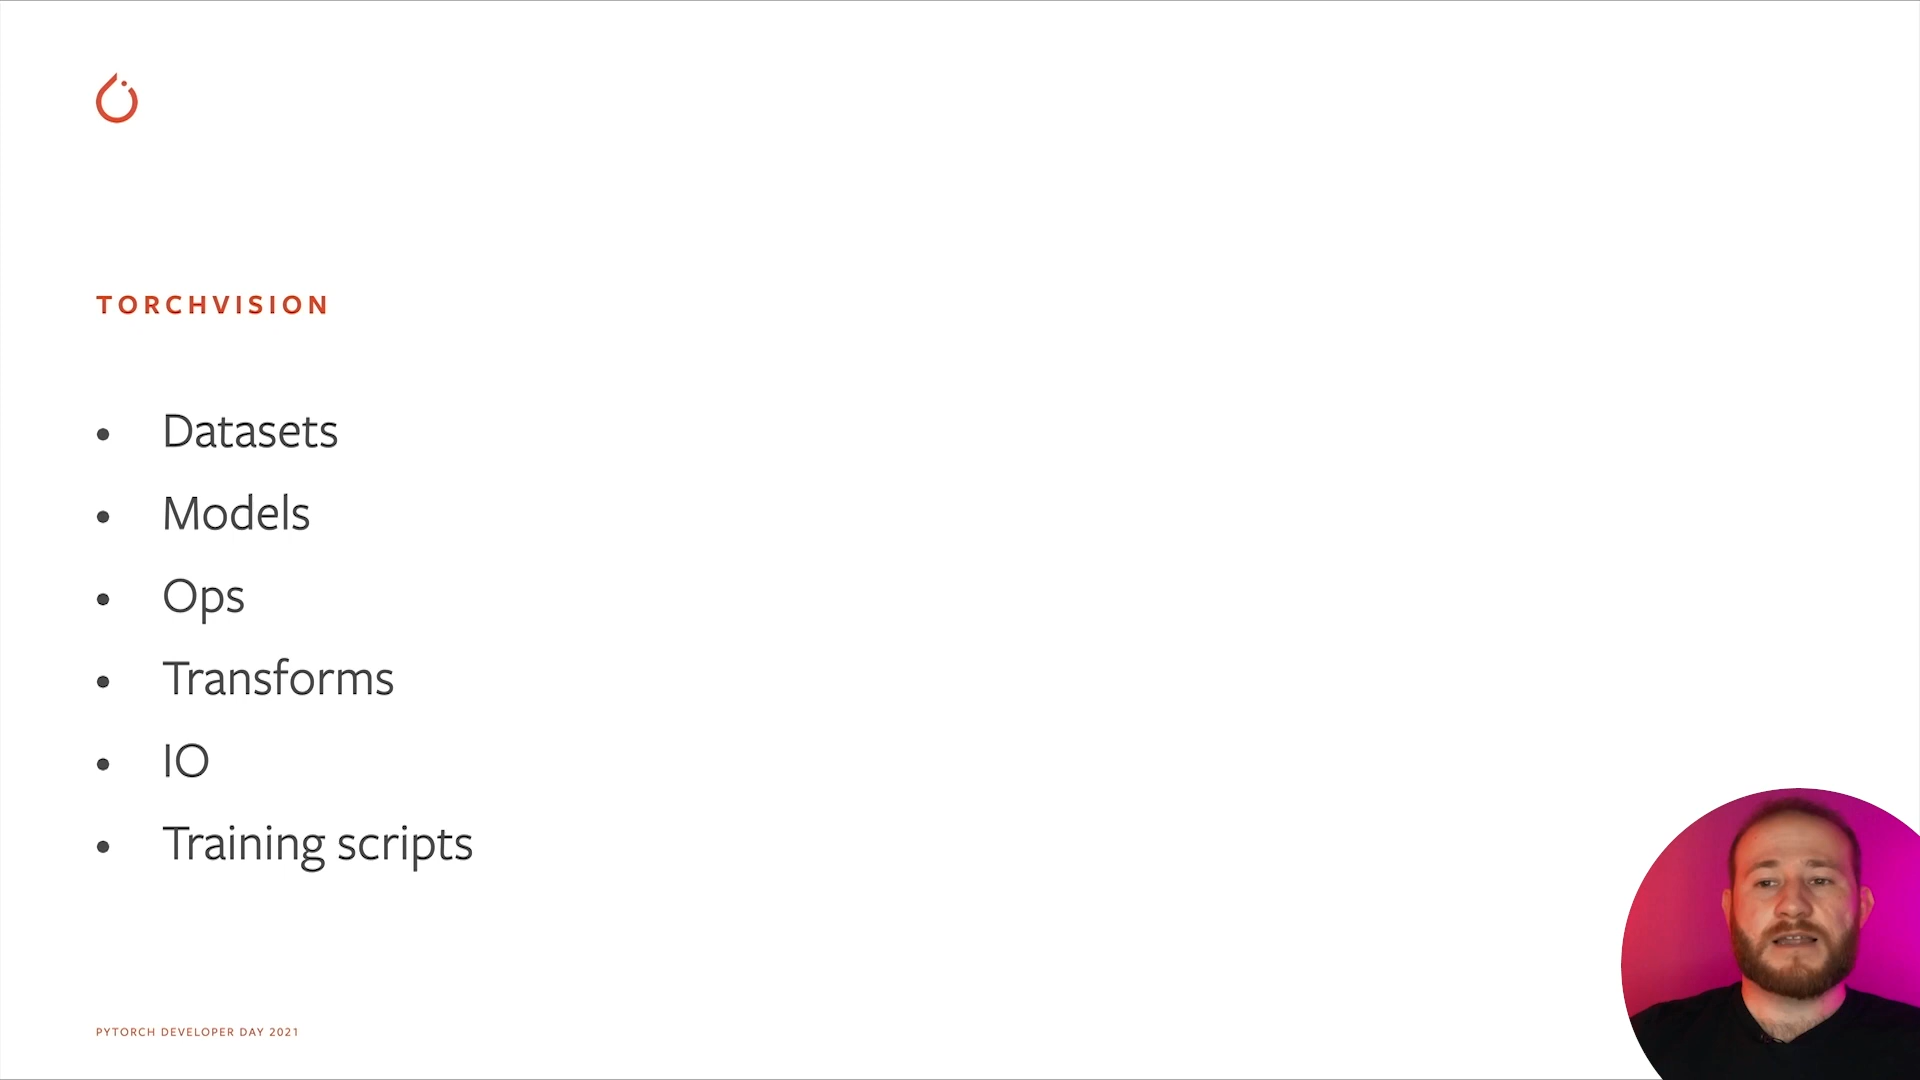 TORCHVISION
• Datasets
• Models
• Ops
• Transforms
• IO
• Training scripts
PYTORCH DEVELOPER DAY 2021